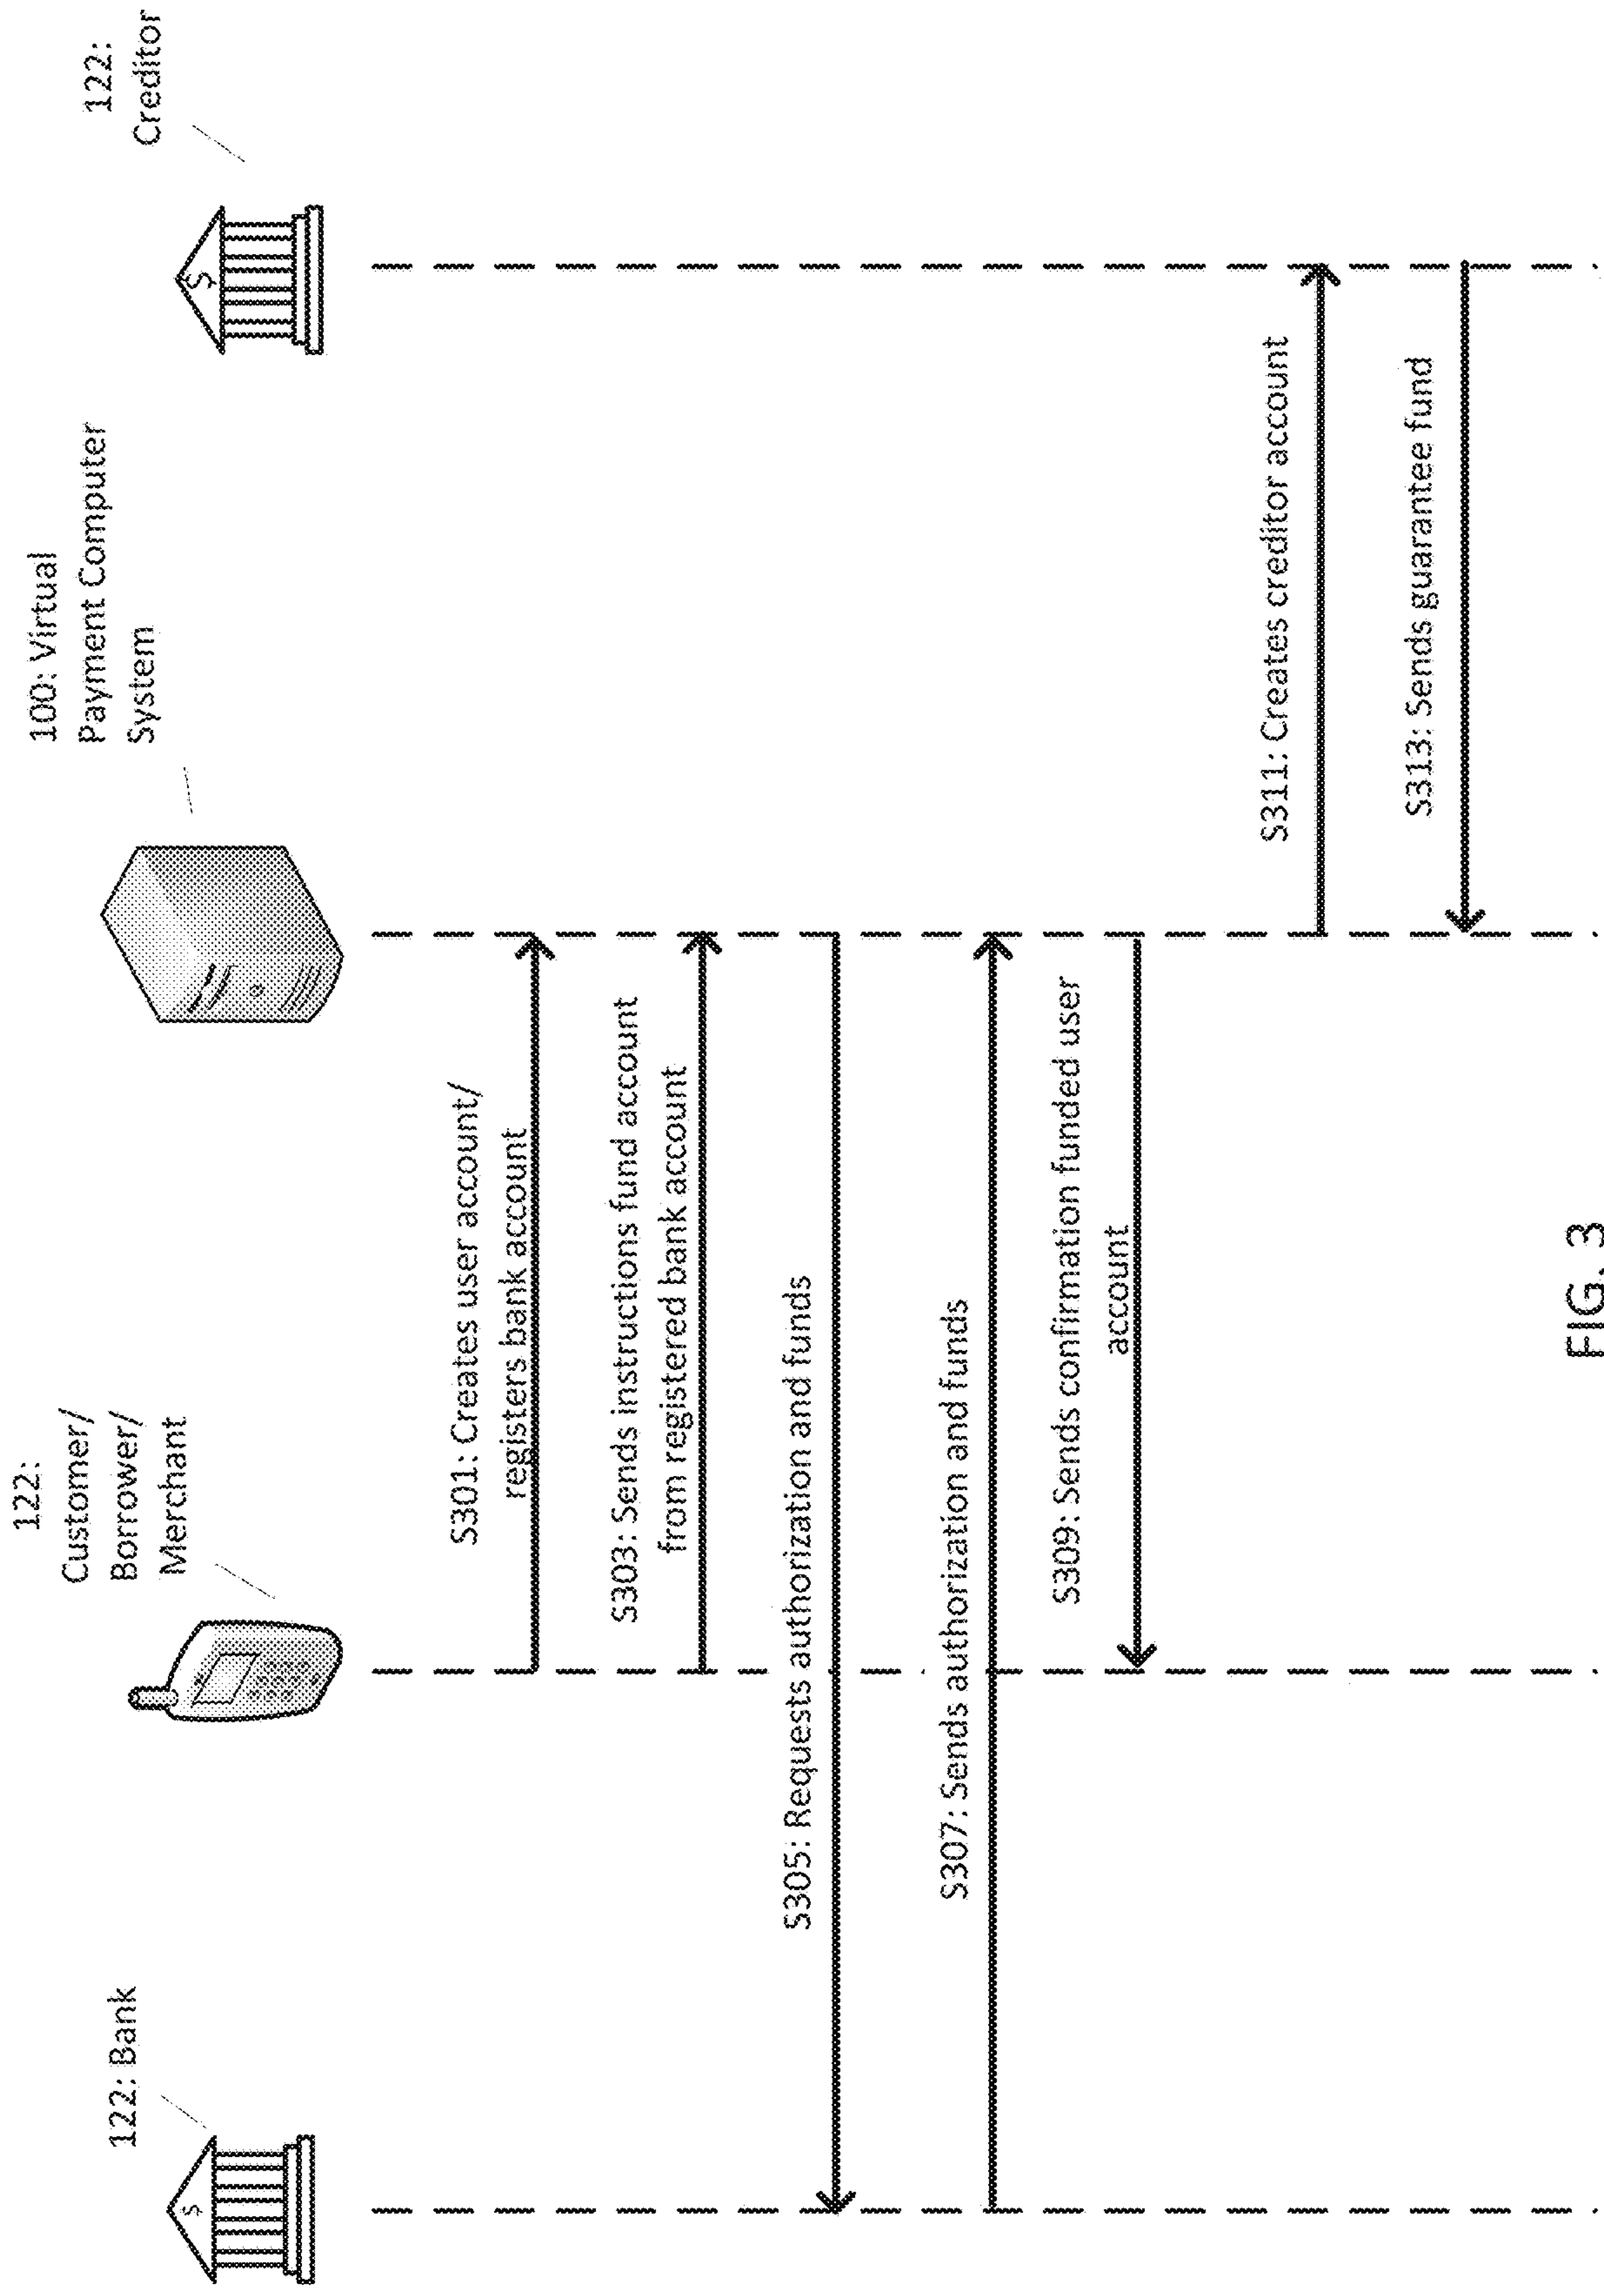 122: Bank
122:
Customer/
Borrower/
Merchant
100: Virtual
Payment Computer
System
122:
Creditor
$
$
S301: Creates user account/
registers bank account
S303: Sends instructions fund account
from registered bank account
S305: Requests authorization and funds
S307: Sends authorization and funds
S309: Sends confirmation funded user
account
S311: Creates creditor account
S313: Sends guarantee fund
FIG. 3